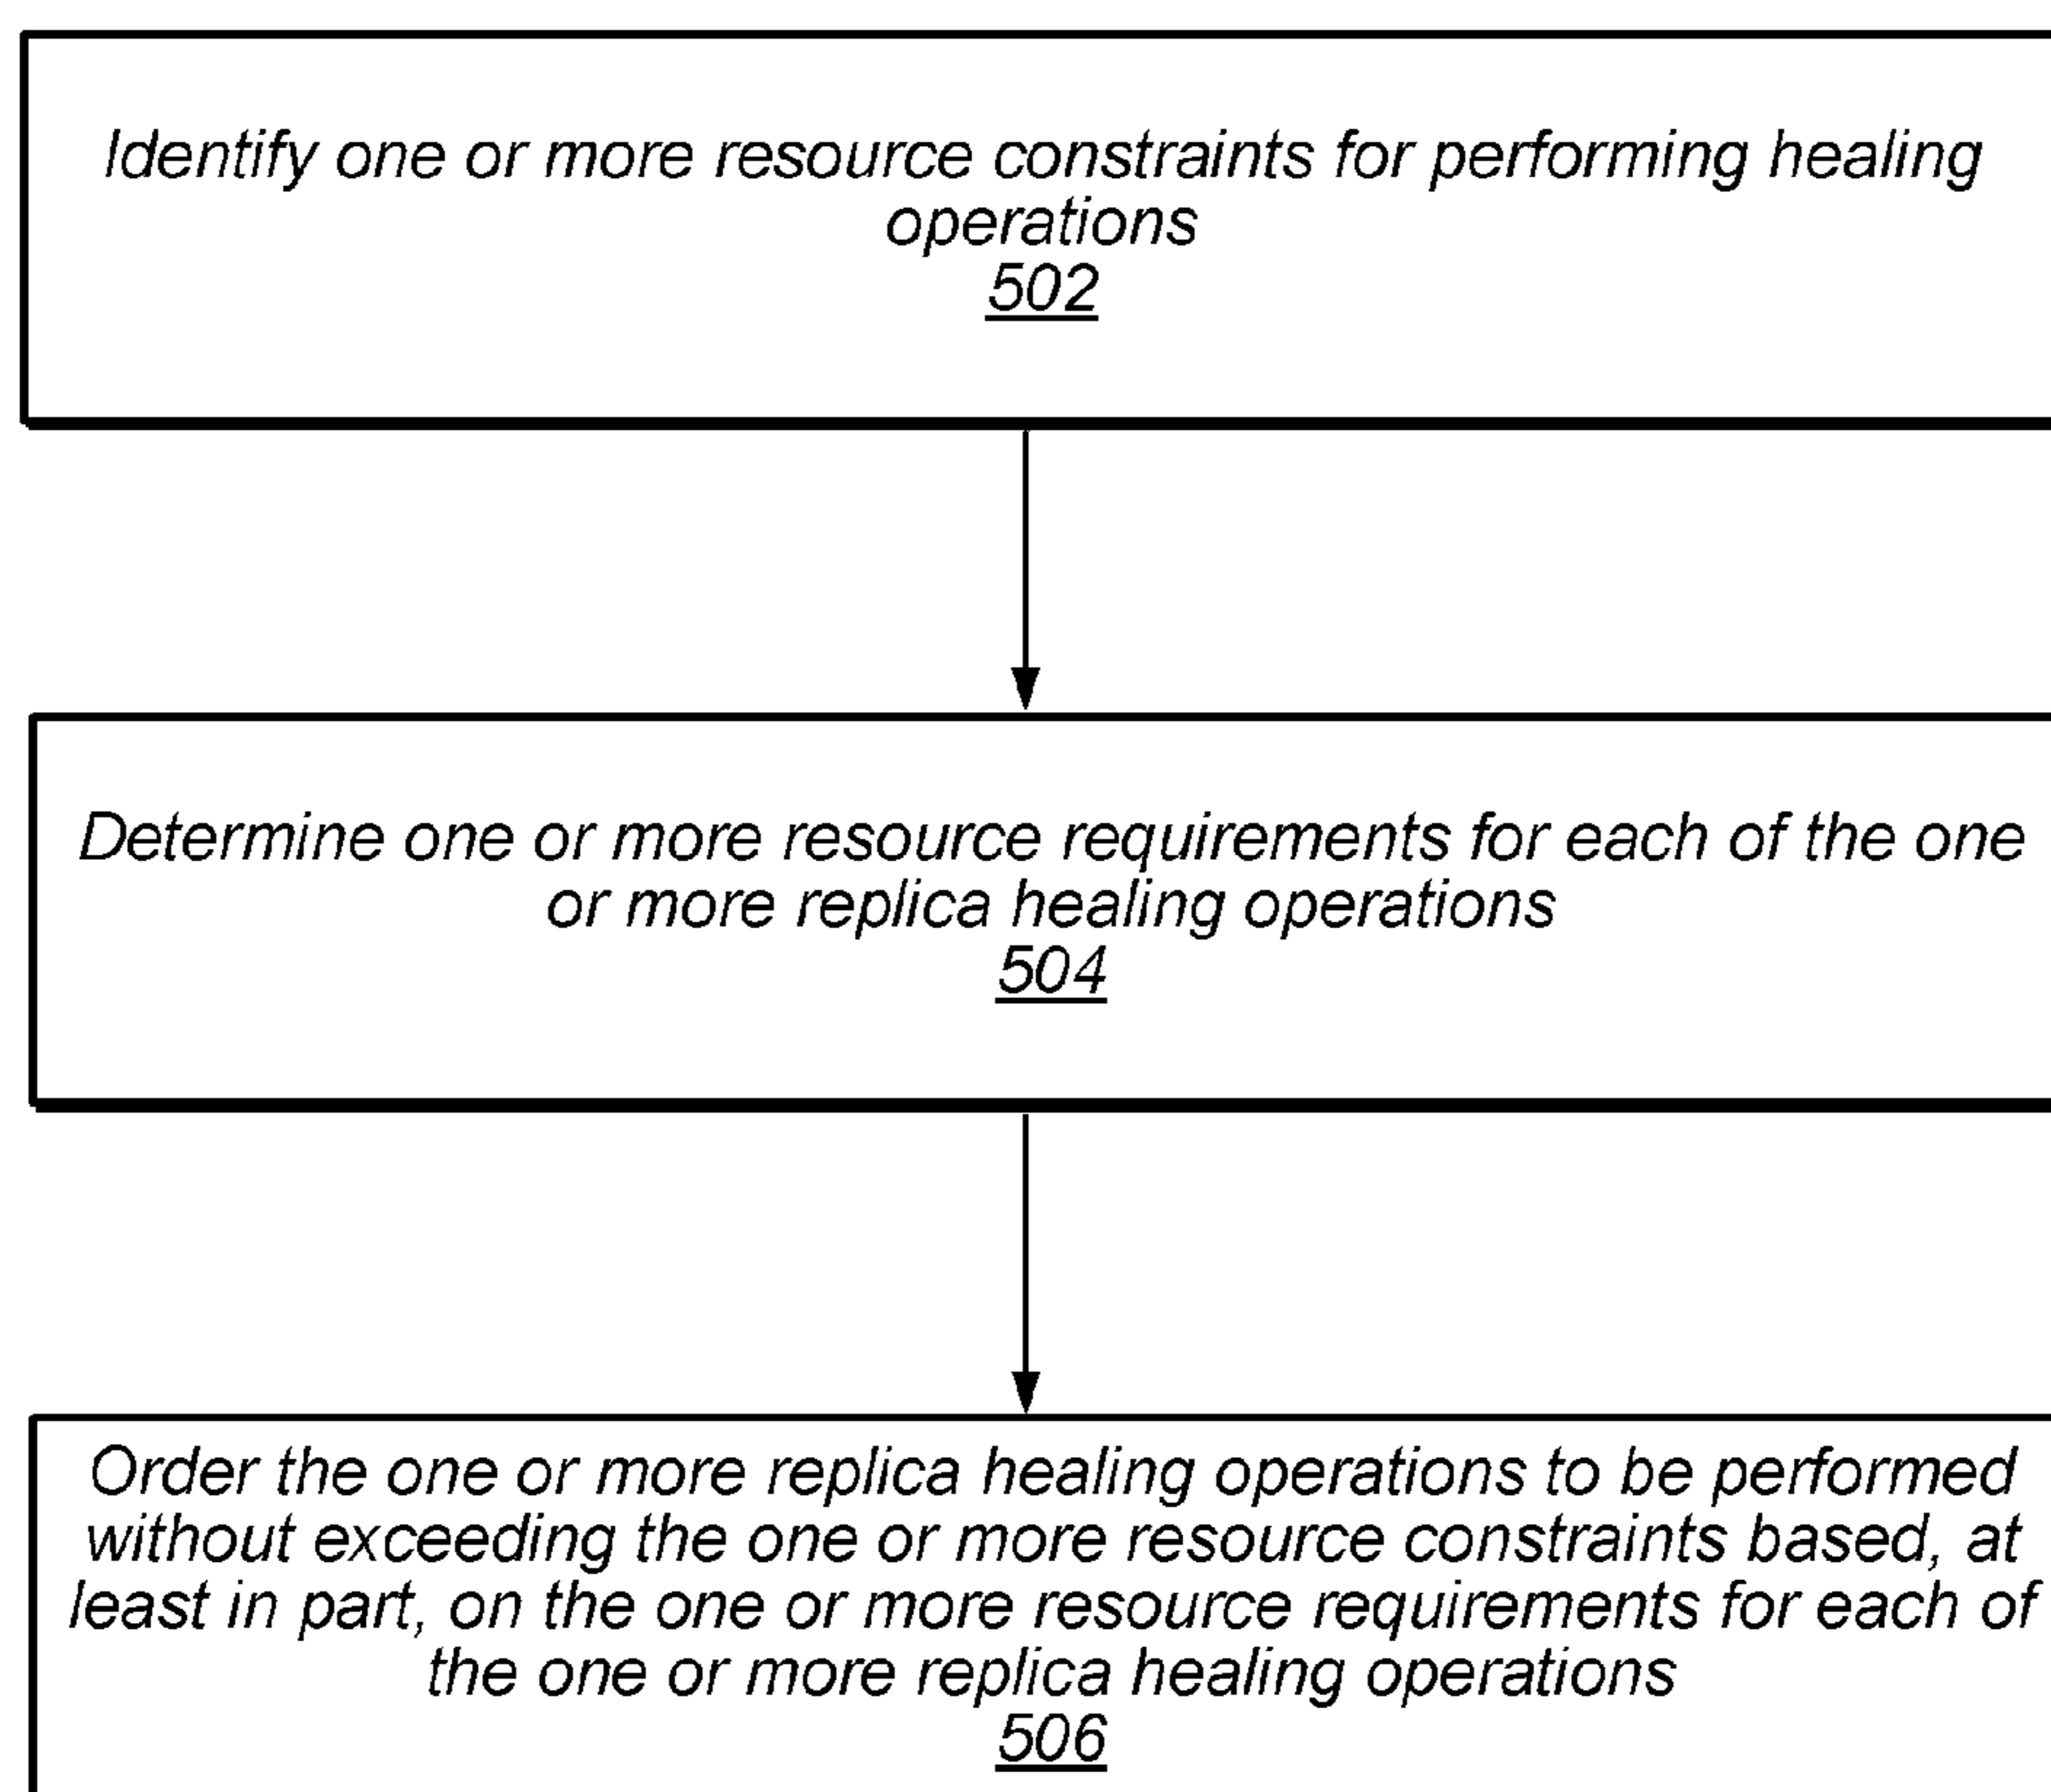 Identify one or more resource constraints for performing healing
operations
502
Determine one or more resource requirements for each of the one
or more replica healing operations
504
Order the one or more replica healing operations to be performed
without exceeding the one or more resource constraints based, at
least in part, on the one or more resource requirements for each of
the one or more replica healing operations
506